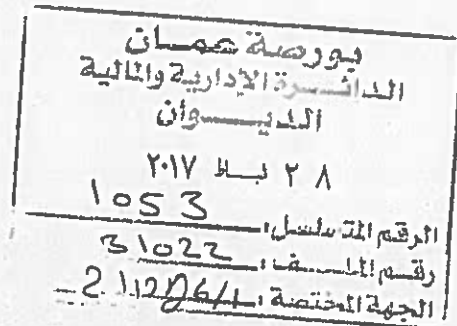 بورصة عمان
الدائرة الإدارية والمالية
الديوان
٢٨ شباط ٢٠١٧
الرقم المتسلسل: 1053
رقم الملف: 31022
الجهة المختصة: